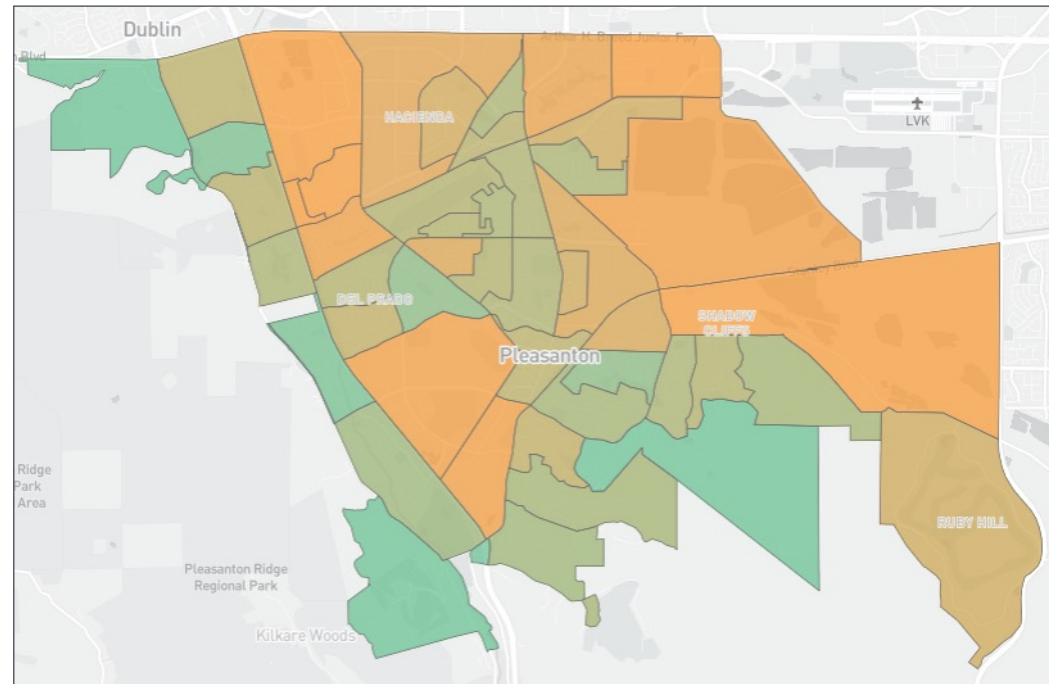 Dublin
Blvd
Arthur H. Breed Junior Fwy
LVK
HACIENDA
DEL PRADO
SHADOW
CLIFFS
Pleasanton
Ridge
Park
Area
RUBY HILL
Pleasanton Ridge
Regional Park
Kilkare Woods